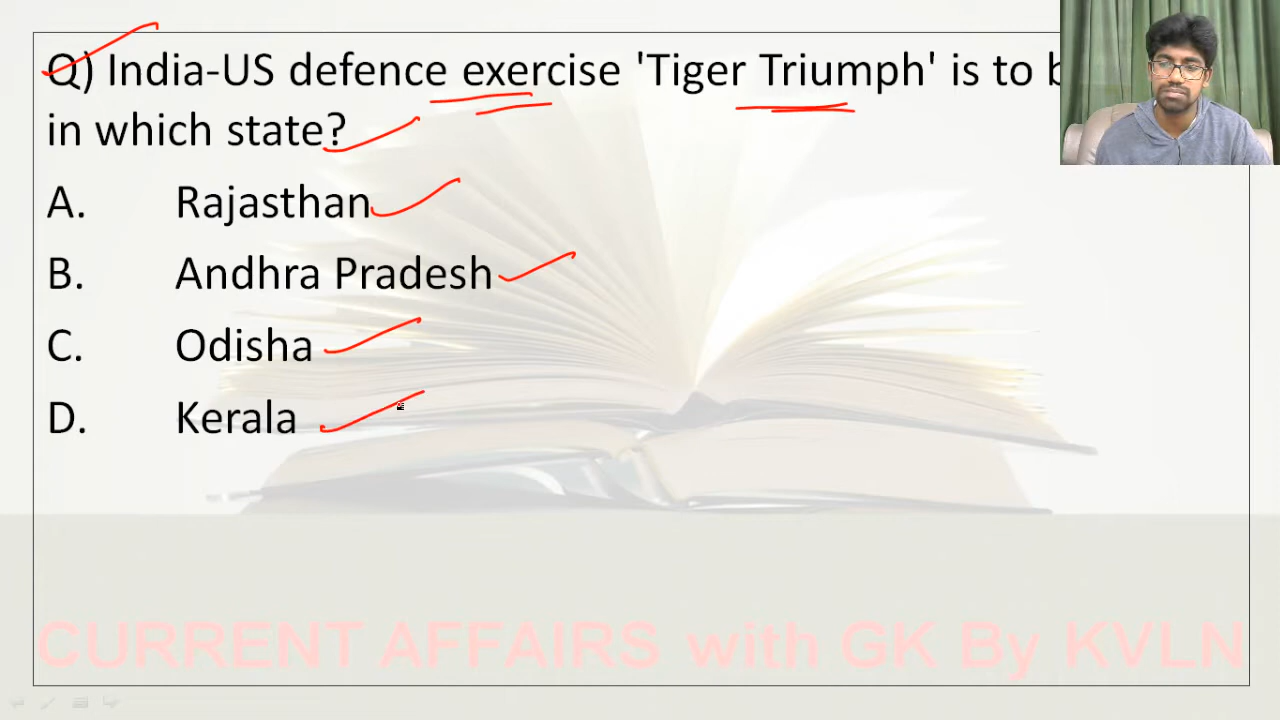 Q) India-US defence exercise 'Tiger Triumph' is to
in which state?
A. Rajasthan
B. Andhra Pradesh
C. Odisha
D. Kerala
CURRENT AFFAIRS with GK By KVLN